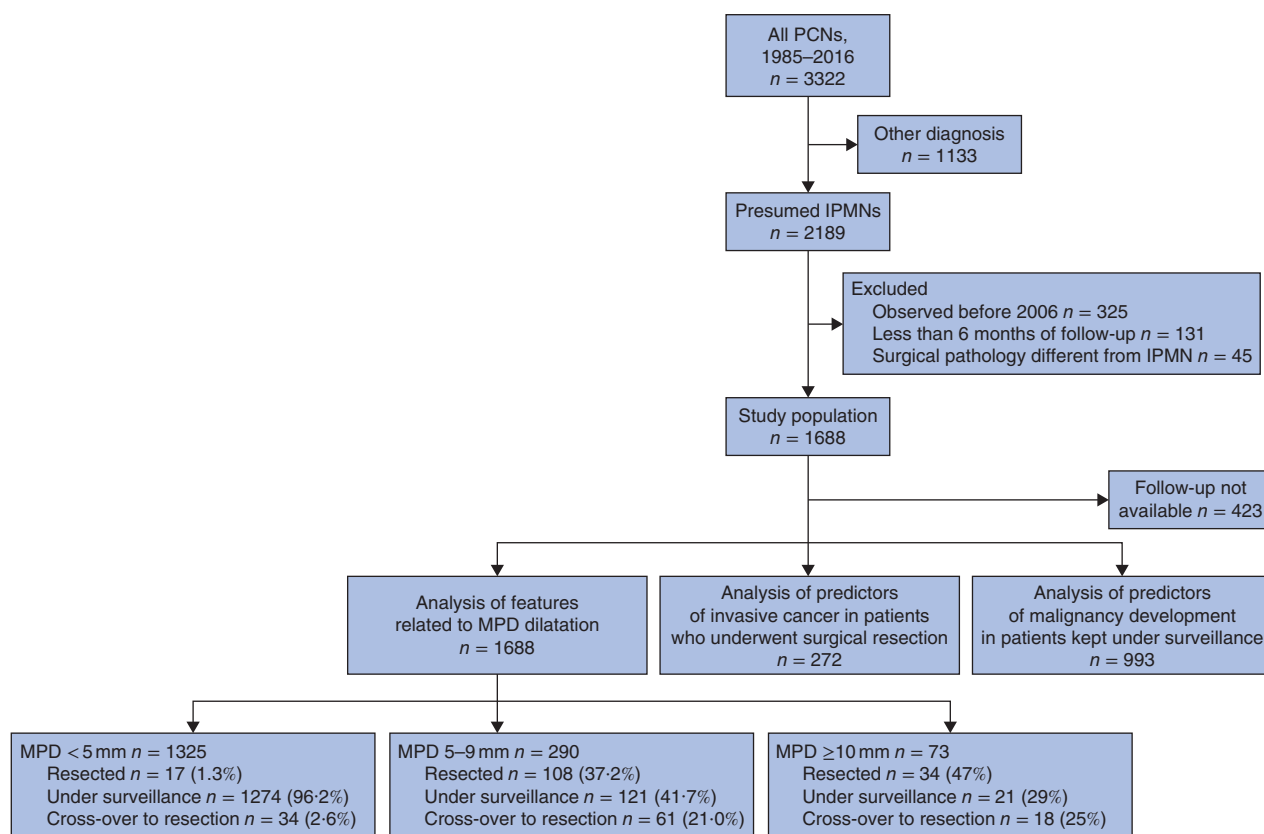 All PCNs,
1985–2016
n = 3322
Other diagnosis
n = 1133
Presumed IPMNs
n = 2189
Excluded
Observed before 2006 n = 325
Less than 6 months of follow-up n = 131
Surgical pathology different from IPMN n = 45
Study population
n = 1688
Follow-up not
available n = 423
Analysis of features
related to MPD dilatation
n = 1688
Analysis of predictors
of invasive cancer in patients
who underwent surgical resection
n = 272
Analysis of predictors
of malignancy development
in patients kept under surveillance
n = 993
MPD <5 mm n = 1325
Resected n = 17 (1.3%)
Under surveillance n = 1274 (96·2%)
Cross-over to resection n = 34 (2·6%)
MPD 5–9 mm n = 290
Resected n = 108 (37·2%)
Under surveillance n = 121 (41·7%)
Cross-over to resection n = 61 (21·0%)
MPD ≥10 mm n = 73
Resected n = 34 (47%)
Under surveillance n = 21 (29%)
Cross-over to resection n = 18 (25%)